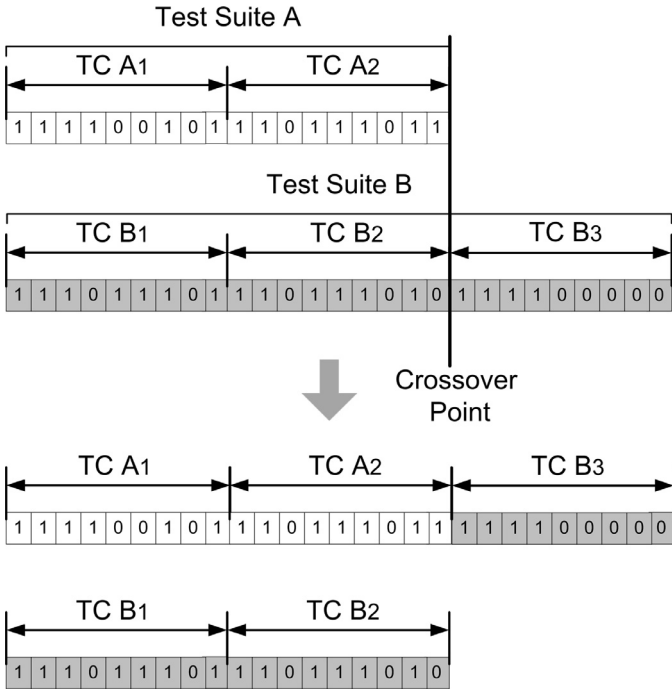 Test Suite A
TC A1 TC A2
1 1 1 1 0 0 1 0 1 1 1 0 1 1 1 0 1 1
Test Suite B
TC B1 TC B2 TC B3
1 1 1 0 1 1 1 0 1 1 1 0 1 1 1 0 1 0 1 1 1 1 0 0 0 0 0
Crossover
Point
TC A1 TC A2 TC B3
1 1 1 1 0 0 1 0 1 1 1 0 1 1 1 0 1 1 1 1 1 1 0 0 0 0 0
TC B1 TC B2
1 1 1 0 1 1 1 0 1 1 1 0 1 1 1 0 1 0